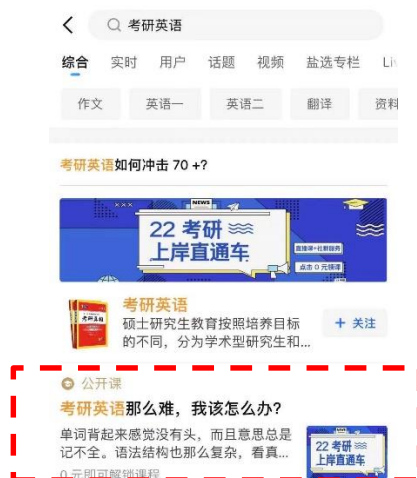 考研英语
综合 实时 用户 话题 视频 盐选专栏 Li
作文 英语一 英语二 翻译 资料
考研英语如何冲击 70 +?
NEWS
22 考研
上岸直通车
直播课+社群服务
点击 0 元领课
考研英语
硕士研究生教育按照培养目标
的不同，分为学术型研究生和...
+ 关注
公开课
考研英语那么难，我该怎么办?
单词背起来感觉没有头，而且意思总是
记不全。语法结构也那么复杂，看真...
22 考研
上岸直通车
0 元即可解锁课程